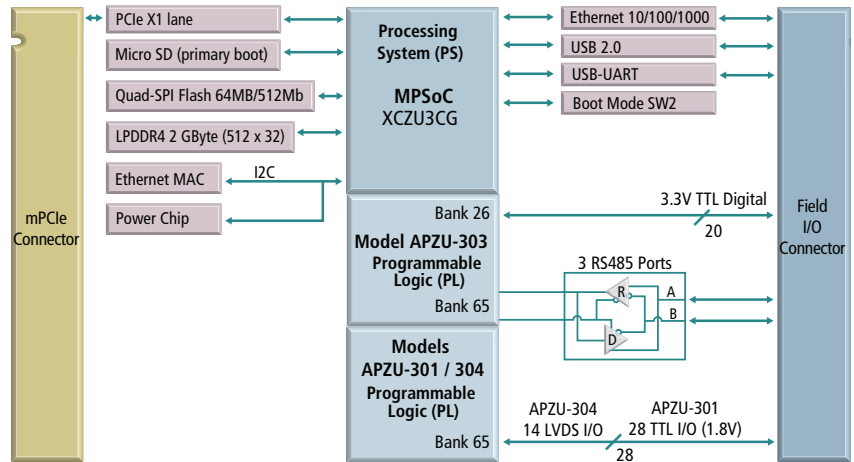 mPCIe
Connector
PCIe X1 lane
Micro SD (primary boot)
Quad-SPI Flash 64MB/512Mb
LPDDR4 2 GByte (512 x 32)
Ethernet MAC
I2C
Power Chip
Processing
System (PS)
MPSoC
XCZU3CG
Bank 26
Model APZU-303
Programmable
Logic (PL)
Bank 65
Models
APZU-301 / 304
Programmable
Logic (PL)
Bank 65
Ethernet 10/100/1000
USB 2.0
USB-UART
Boot Mode SW2
3.3V TTL Digital
20
3 RS485 Ports
R
A
B
D
APZU-304
14 LVDS I/O
APZU-301
28 TTL I/O (1.8V)
28
Field
I/O
Connector